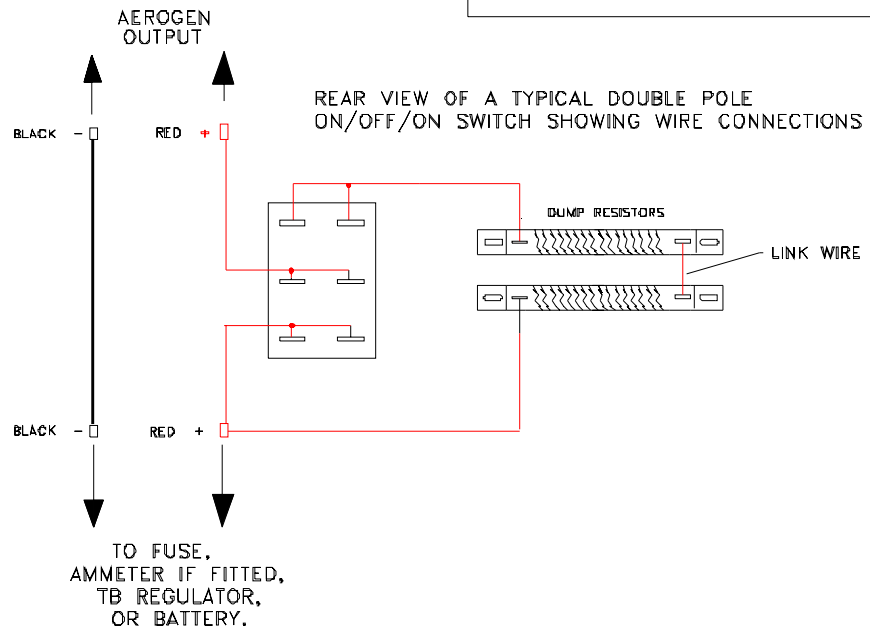 AEROGEN
OUTPUT
REAR VIEW OF A TYPICAL DOUBLE POLE
ON/OFF/ON SWITCH SHOWING WIRE CONNECTIONS
BLACK -
RED +
DUMP RESISTORS
LINK WIRE
BLACK -
RED +
TO FUSE,
AMMETER IF FITTED,
TB REGULATOR,
OR BATTERY.